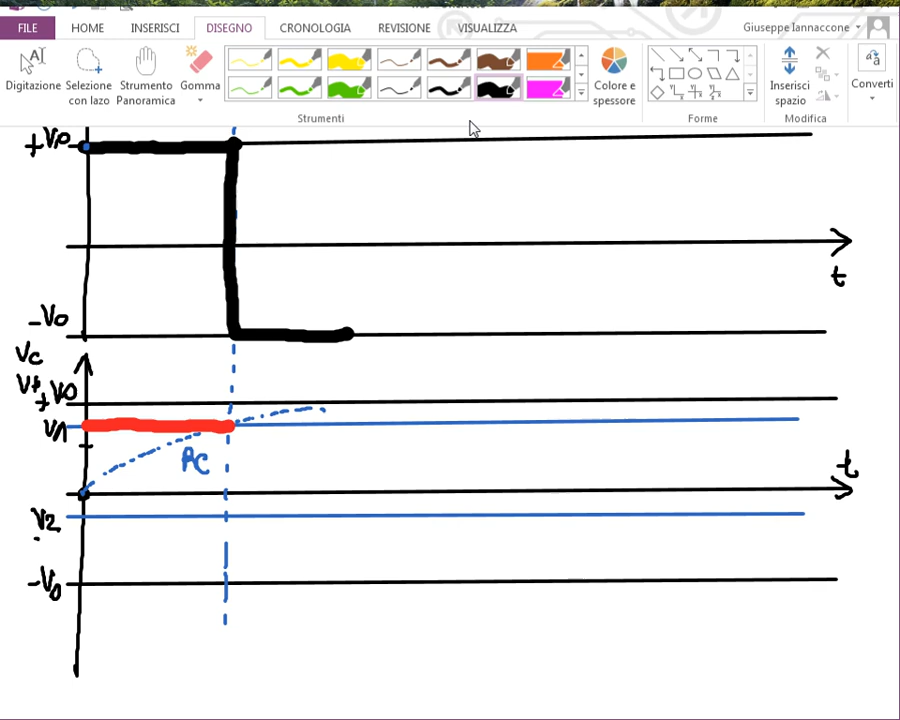 FILE HOME INSERISCI DISEGNO CRONOLOGIA REVISIONE VISUALIZZA Giuseppe Iannaccone
Digitazione Selezione con lazo Strumento Panoramica Gomma Colore e spessore Inserisci spazio Converti
Strumenti Forme Modifica
+V0
t
-V0
Vc
V+
+V0
V1
RC
t
V2
-V0